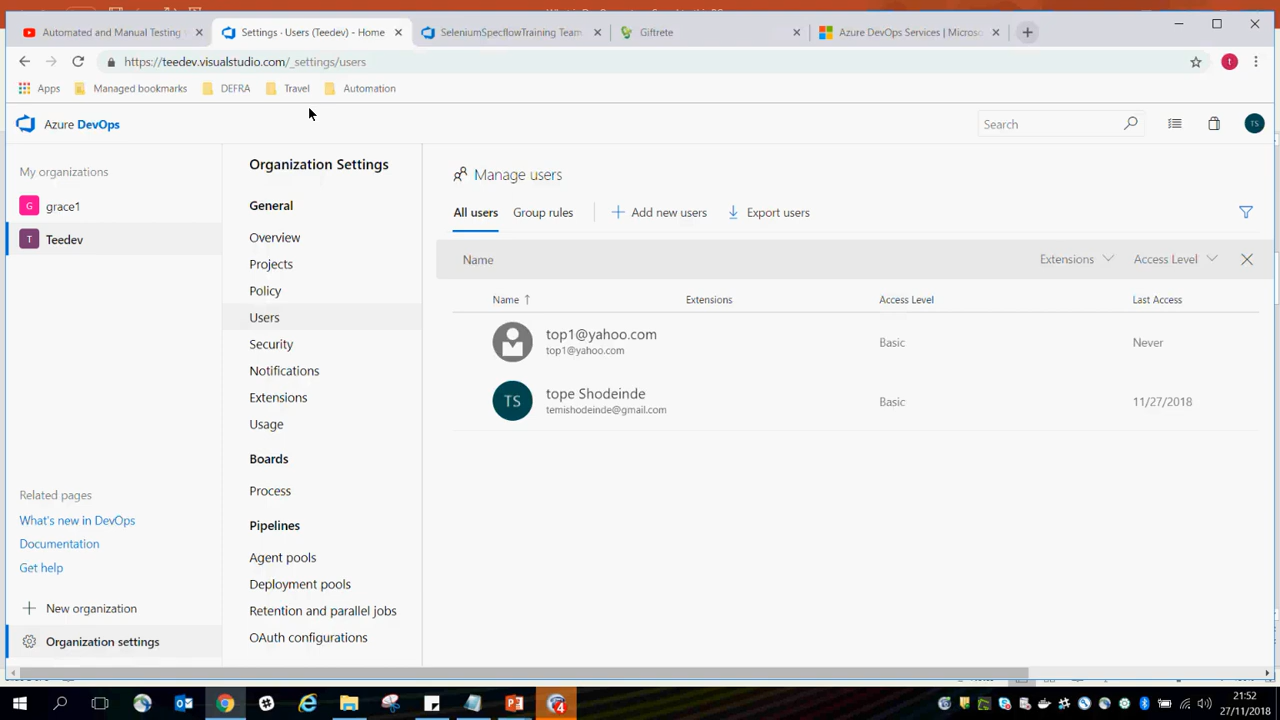 Automated and Manual Testing
Settings · Users (Teedev) - Home
SeleniumSpecflowTraining Team
Giftrete
Azure DevOps Services | Micros
https://teedev.visualstudio.com/_settings/users
t
Apps
Managed bookmarks
DEFRA
Travel
Automation
Azure DevOps
Search
TS
My organizations
G grace1
T Teedev
Related pages
What's new in DevOps
Documentation
Get help
New organization
Organization settings
Organization Settings
General
Overview
Projects
Policy
Users
Security
Notifications
Extensions
Usage
Boards
Process
Pipelines
Agent pools
Deployment pools
Retention and parallel jobs
OAuth configurations
Manage users
All users
Group rules
Add new users
Export users
Name
Extensions
Access Level
Name ↑ Extensions Access Level Last Access
top1@yahoo.com
top1@yahoo.com
Basic
Never
TS
tope Shodeinde
temishodeinde@gmail.com
Basic
11/27/2018
21:52
27/11/2018